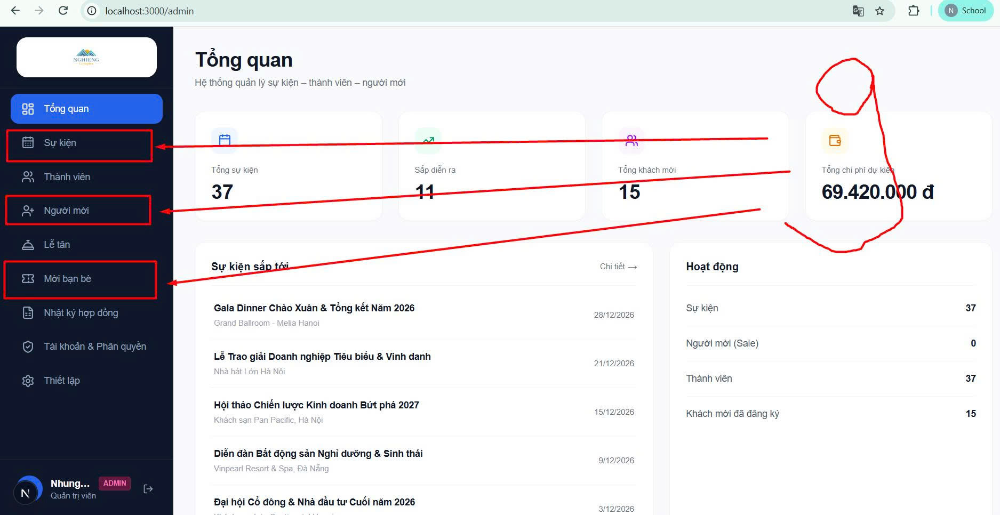 localhost:3000/admin
N School
NGHIENG
Complex
Tổng quan
Sự kiện
Thành viên
Người mời
Lễ tân
Mời bạn bè
Nhật ký hợp đồng
Tài khoản & Phân quyền
Thiết lập
N
Nhung... ADMIN
Quản trị viên
Tổng quan
Hệ thống quản lý sự kiện – thành viên – người mời
Tổng sự kiện
37
Sắp diễn ra
11
Tổng khách mời
15
Tổng chi phí dự kiến
69.420.000 đ
Sự kiện sắp tới
Chi tiết →
Gala Dinner Chào Xuân & Tổng kết Năm 2026
Grand Ballroom - Melia Hanoi
28/12/2026
Lễ Trao giải Doanh nghiệp Tiêu biểu & Vinh danh
Nhà hát Lớn Hà Nội
21/12/2026
Hội thảo Chiến lược Kinh doanh Bứt phá 2027
Khách sạn Pan Pacific, Hà Nội
15/12/2026
Diễn đàn Bất động sản Nghỉ dưỡng & Sinh thái
Vinpearl Resort & Spa, Đà Nẵng
9/12/2026
Đại hội Cổ đông & Nhà đầu tư Cuối năm 2026
3/12/2026
Hoạt động
Sự kiện 37
Người mời (Sale) 0
Thành viên 37
Khách mời đã đăng ký 15